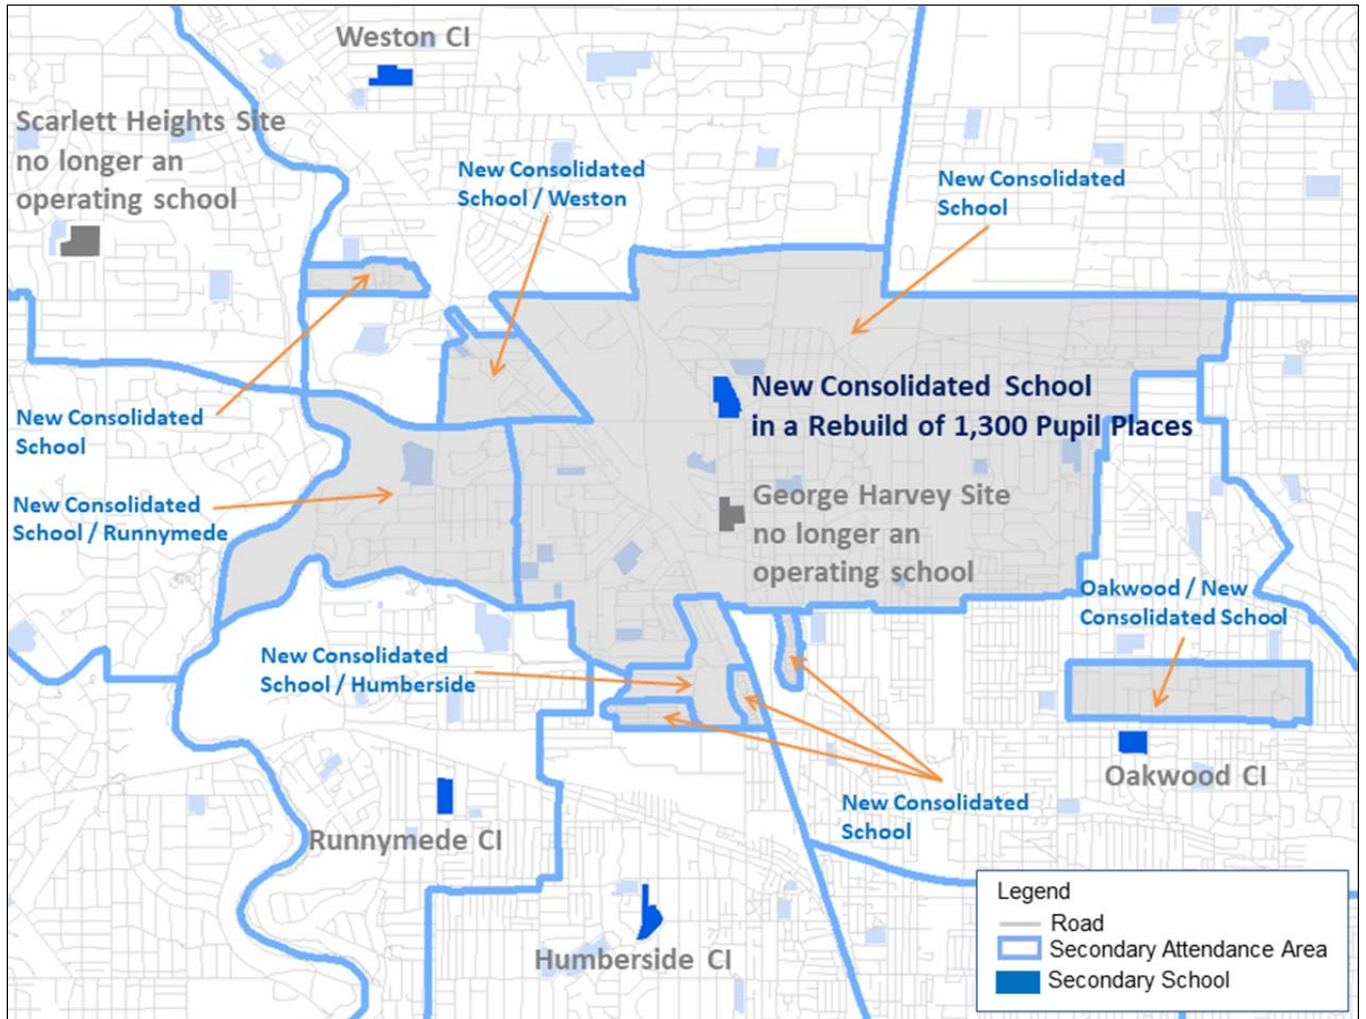 Weston CI
Scarlett Heights Site
no longer an
operating school
New Consolidated
School / Weston
New Consolidated
School
New Consolidated School
in a Rebuild of 1,300 Pupil Places
New Consolidated
School
New Consolidated
School / Runnymede
George Harvey Site
no longer an
operating school
Oakwood / New
Consolidated School
New Consolidated
School / Humberside
Oakwood CI
New Consolidated
School
Runnymede CI
Humberside CI
Legend
Road
Secondary Attendance Area
Secondary School